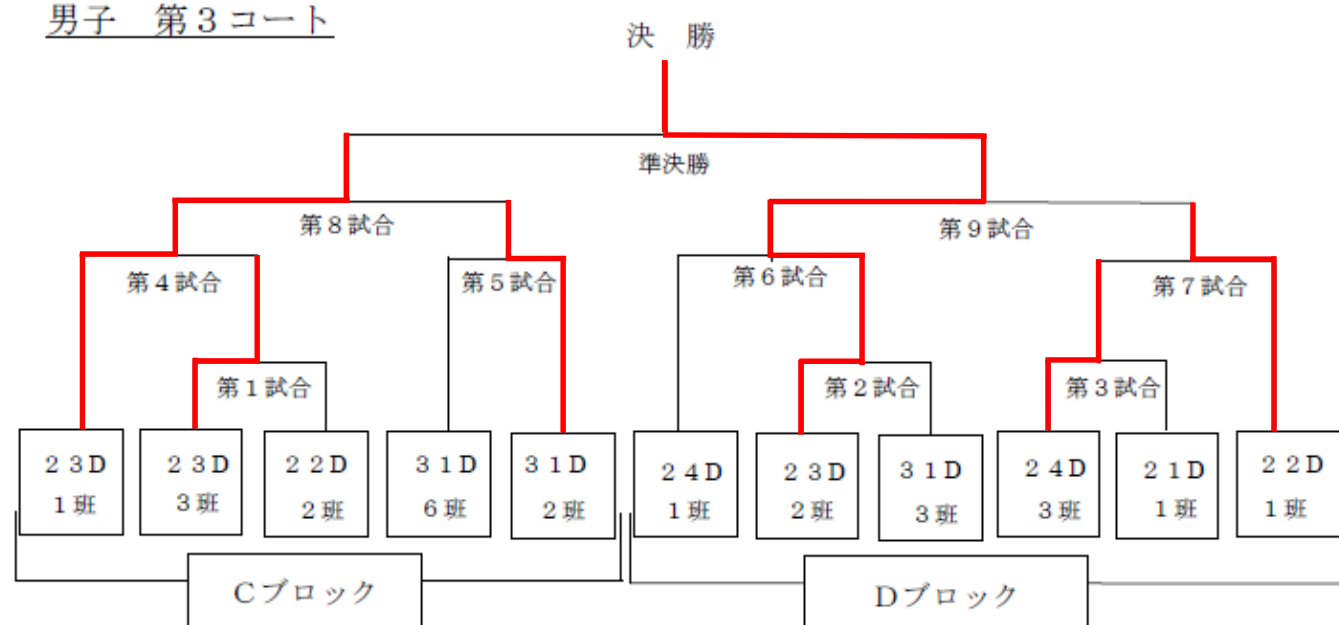 男子　第３コート
決　勝
準決勝
第８試合
第９試合
第４試合
第５試合
第６試合
第７試合
第１試合
第２試合
第３試合
２３D
１班
２３D
３班
２２D
２班
３１D
６班
３１D
２班
２４D
１班
２３D
２班
３１D
３班
２４D
３班
２１D
１班
２２D
１班
Cブロック
Dブロック